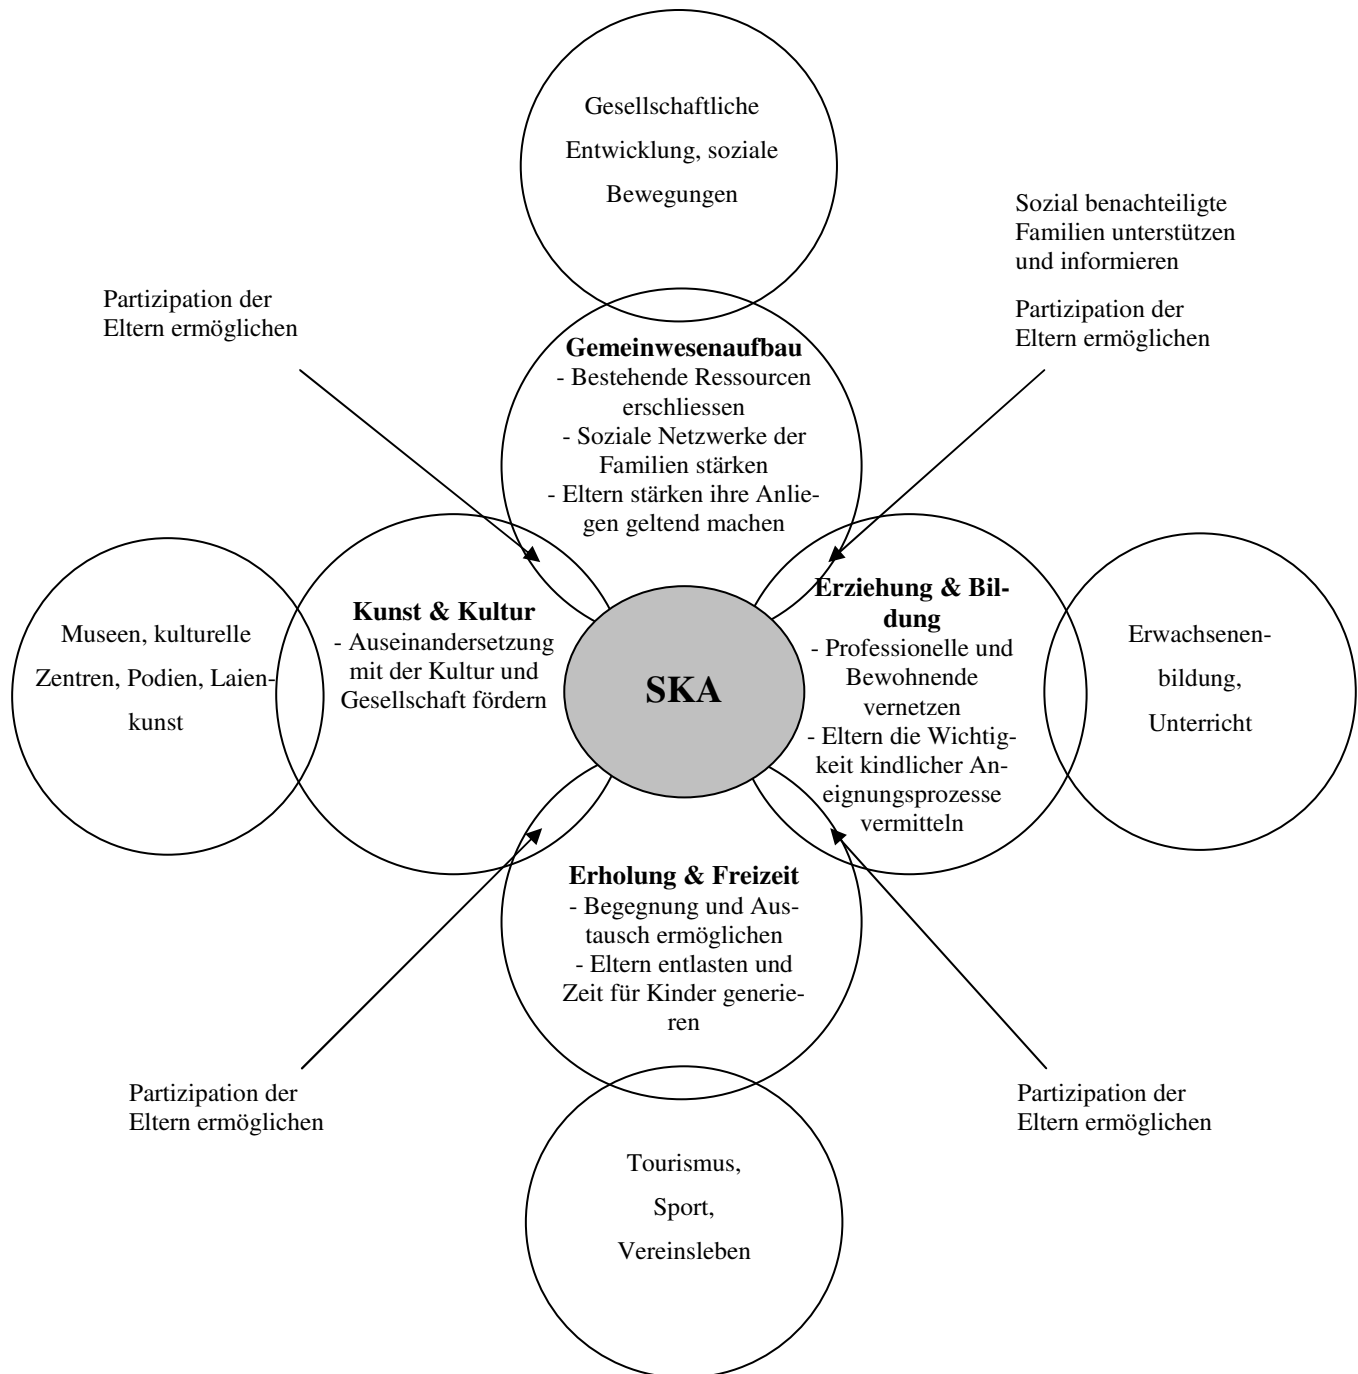 Gesellschaftliche
Entwicklung, soziale
Bewegungen
Sozial benachteiligte
Familien unterstützen
und informieren
Partizipation der
Eltern ermöglichen
Partizipation der
Eltern ermöglichen
Gemeinwesenaufbau
- Bestehende Ressourcen
erschliessen
- Soziale Netzwerke der
Familien stärken
- Eltern stärken ihre Anlie-
gen geltend machen
Museen, kulturelle
Zentren, Podien, Laien-
kunst
Kunst & Kultur
- Auseinandersetzung
mit der Kultur und
Gesellschaft fördern
SKA
Erziehung & Bil-
dung
- Professionelle und
Bewohnende
vernetzen
- Eltern die Wichtig-
keit kindlicher An-
eignungsprozesse
vermitteln
Erwachsenen-
bildung,
Unterricht
Erholung & Freizeit
- Begegnung und Aus-
tausch ermöglichen
- Eltern entlasten und
Zeit für Kinder generie-
ren
Partizipation der
Eltern ermöglichen
Partizipation der
Eltern ermöglichen
Tourismus,
Sport,
Vereinsleben